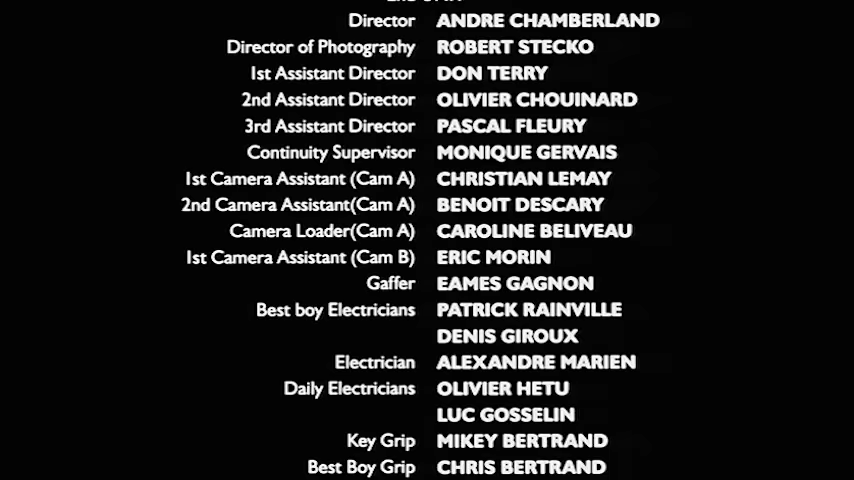 Director ANDRE CHAMBERLAND
Director of Photography ROBERT STECKO
1st Assistant Director DON TERRY
2nd Assistant Director OLIVIER CHOUINARD
3rd Assistant Director PASCAL FLEURY
Continuity Supervisor MONIQUE GERVAIS
1st Camera Assistant (Cam A) CHRISTIAN LEMAY
2nd Camera Assistant(Cam A) BENOIT DESCARY
Camera Loader(Cam A) CAROLINE BELIVEAU
1st Camera Assistant (Cam B) ERIC MORIN
Gaffer EAMES GAGNON
Best boy Electricians PATRICK RAINVILLE
DENIS GIROUX
Electrician ALEXANDRE MARIEN
Daily Electricians OLIVIER HETU
LUC GOSSELIN
Key Grip MIKEY BERTRAND
Best Boy Grip CHRIS BERTRAND